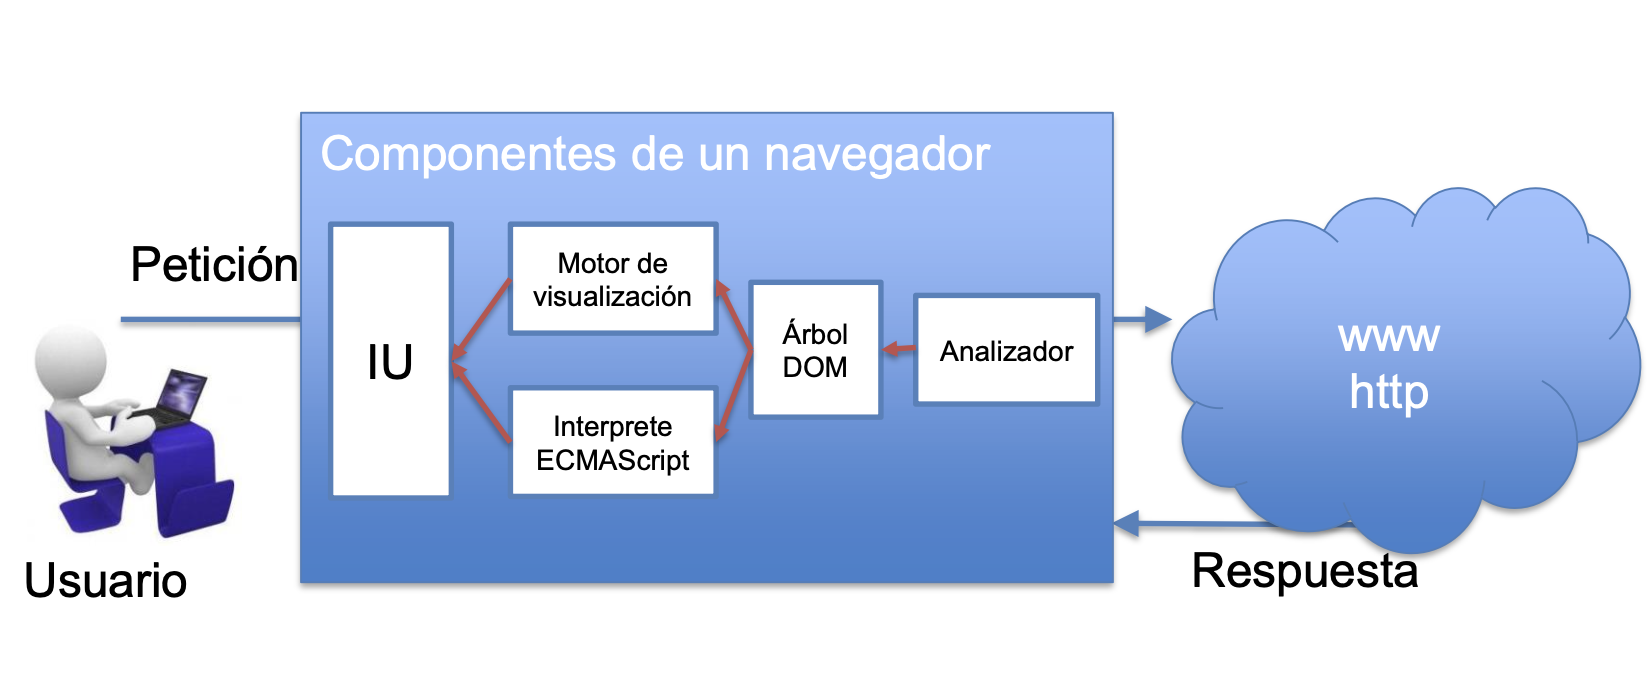 Componentes de un navegador
Petición
IU
Motor de
visualización
Interprete
ECMAScript
Árbol
DOM
Analizador
www
http
Usuario
Respuesta